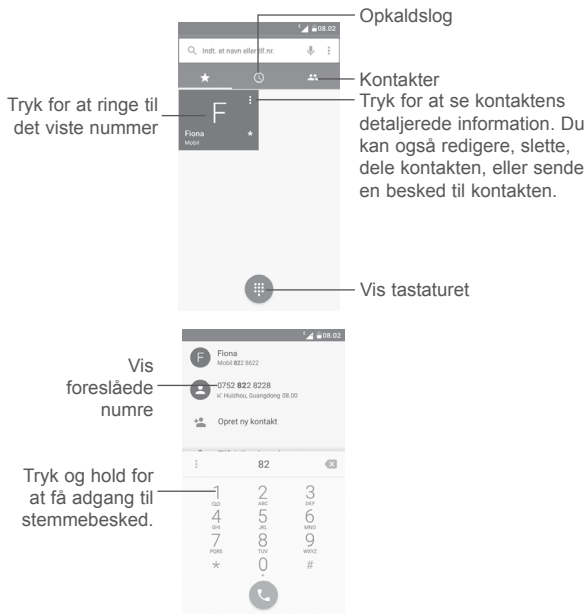 Opkaldslog
08.02
Indt. et navn eller tlf.nr.
Kontakter
Tryk for at ringe til
det viste nummer
F
Fiona
Mobil
Tryk for at se kontaktens
detaljerede information. Du
kan også redigere, slette,
dele kontakten, eller sende
en besked til kontakten.
Vis tastaturet
08.02
F
Fiona
Mobil 822 8622
Vis
foreslåede
numre
0752 822 8228
Huizhou, Guangdong 08.00
Opret ny kontakt
82
Tryk og hold for
at få adgang til
stemmebesked.
1 2 3
ABC DEF
4 5 6
GHI JKL MNO
7 8 9
PQRS TUV WXYZ
* 0 #
+